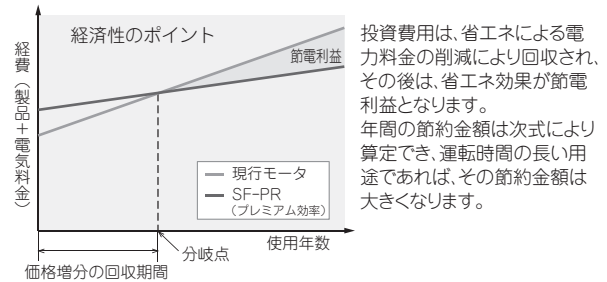 経済性のポイント
経費（製品＋電気料金）
節電利益
現行モータ
SF-PR
（プレミアム効率）
使用年数
分岐点
価格増分の回収期間
投資費用は、省エネによる電
力料金の削減により回収され、
その後は、省エネ効果が節電
利益となります。
年間の節約金額は次式により
算定でき、運転時間の長い用
途であれば、その節約金額は
大きくなります。